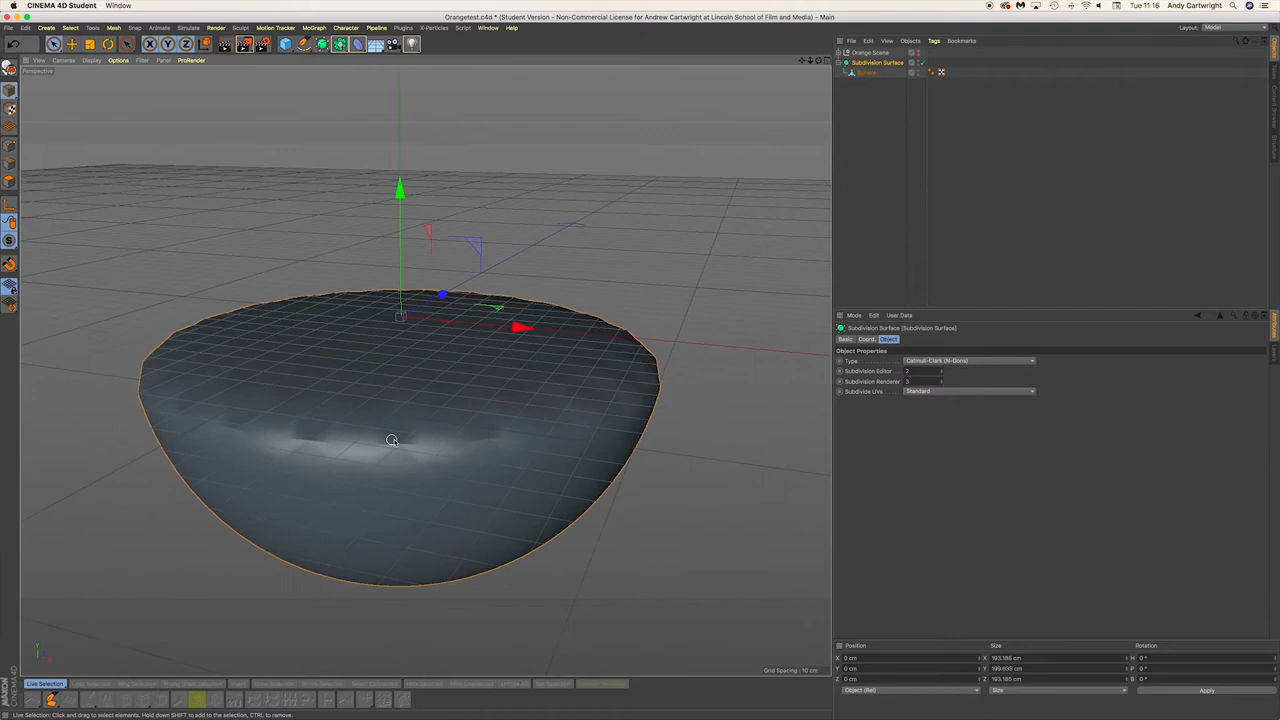 CINEMA 4D Student Window
Tue 11:16 Andy Cartwright
Orangetest.c4d * (Student Version - Non-Commercial License for Andrew Cartwright at Lincoln School of Film and Media) - Main
File Edit Create Select Tools Mesh Snap Animate Simulate Render Sculpt Motion Tracker MoGraph Character Pipeline Plugins X-Particles Script Window Help
Layout: Model
X Y Z
File Edit View Objects Tags Bookmarks
Orange Scene
Subdivision Surface
Sphere
View Cameras Display Options Filter Panel ProRender
Perspective
Mode Edit User Data
Subdivision Surface [Subdivision Surface]
Basic Coord. Object
Object Properties
Type Catmull-Clark (N-Gons)
Subdivision Editor 2
Subdivision Renderer 3
Subdivide UVs Standard
Grid Spacing : 10 cm
Position Size Rotation
X 0 cm X 193.185 cm H 0 °
Y 0 cm Y 199.833 cm P 0 °
Z 0 cm Z 193.185 cm B 0 °
Object (Rel) Size Apply
Live Selection
MAXON CINEMA4D
Live Selection: Click and drag to select elements. Hold down SHIFT to add to the selection, CTRL to remove.